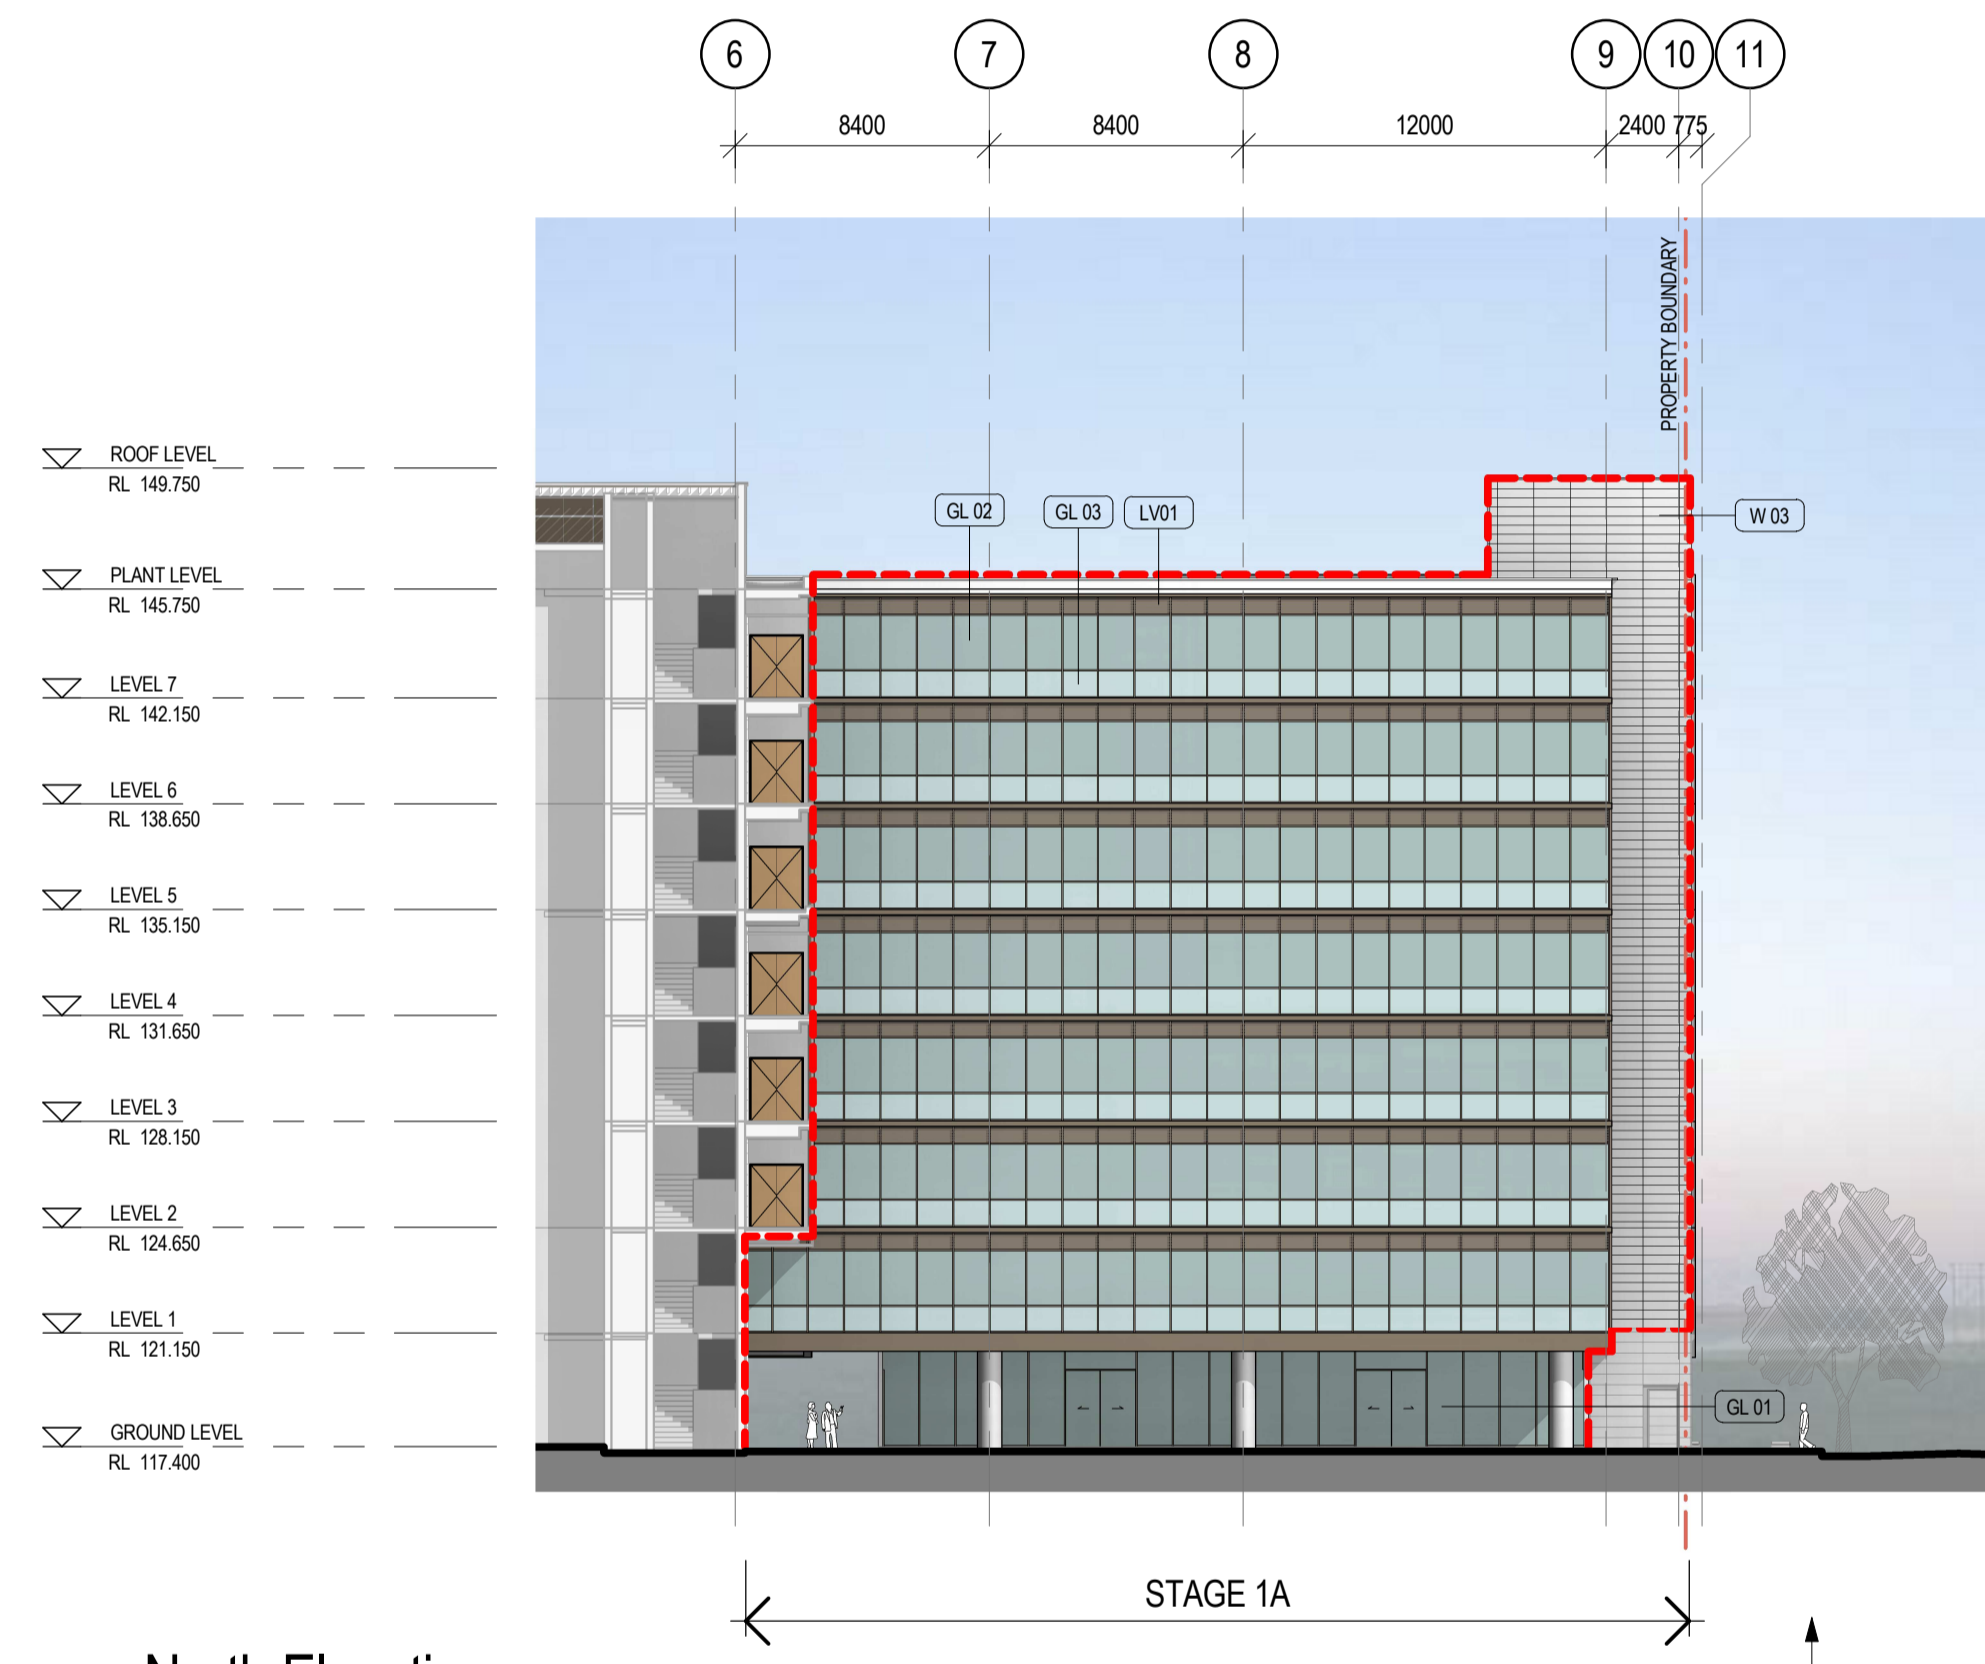 6 7 8 9 10 11
8400 8400 12000 2400 775
PROPERTY BOUNDARY
ROOF LEVEL
RL 149.750
GL 02 GL 03 LV01 W 03
PLANT LEVEL
RL 145.750
LEVEL 7
RL 142.150
LEVEL 6
RL 138.650
LEVEL 5
RL 135.150
LEVEL 4
RL 131.650
LEVEL 3
RL 128.150
LEVEL 2
RL 124.650
LEVEL 1
RL 121.150
GL 01
GROUND LEVEL
RL 117.400
STAGE 1A